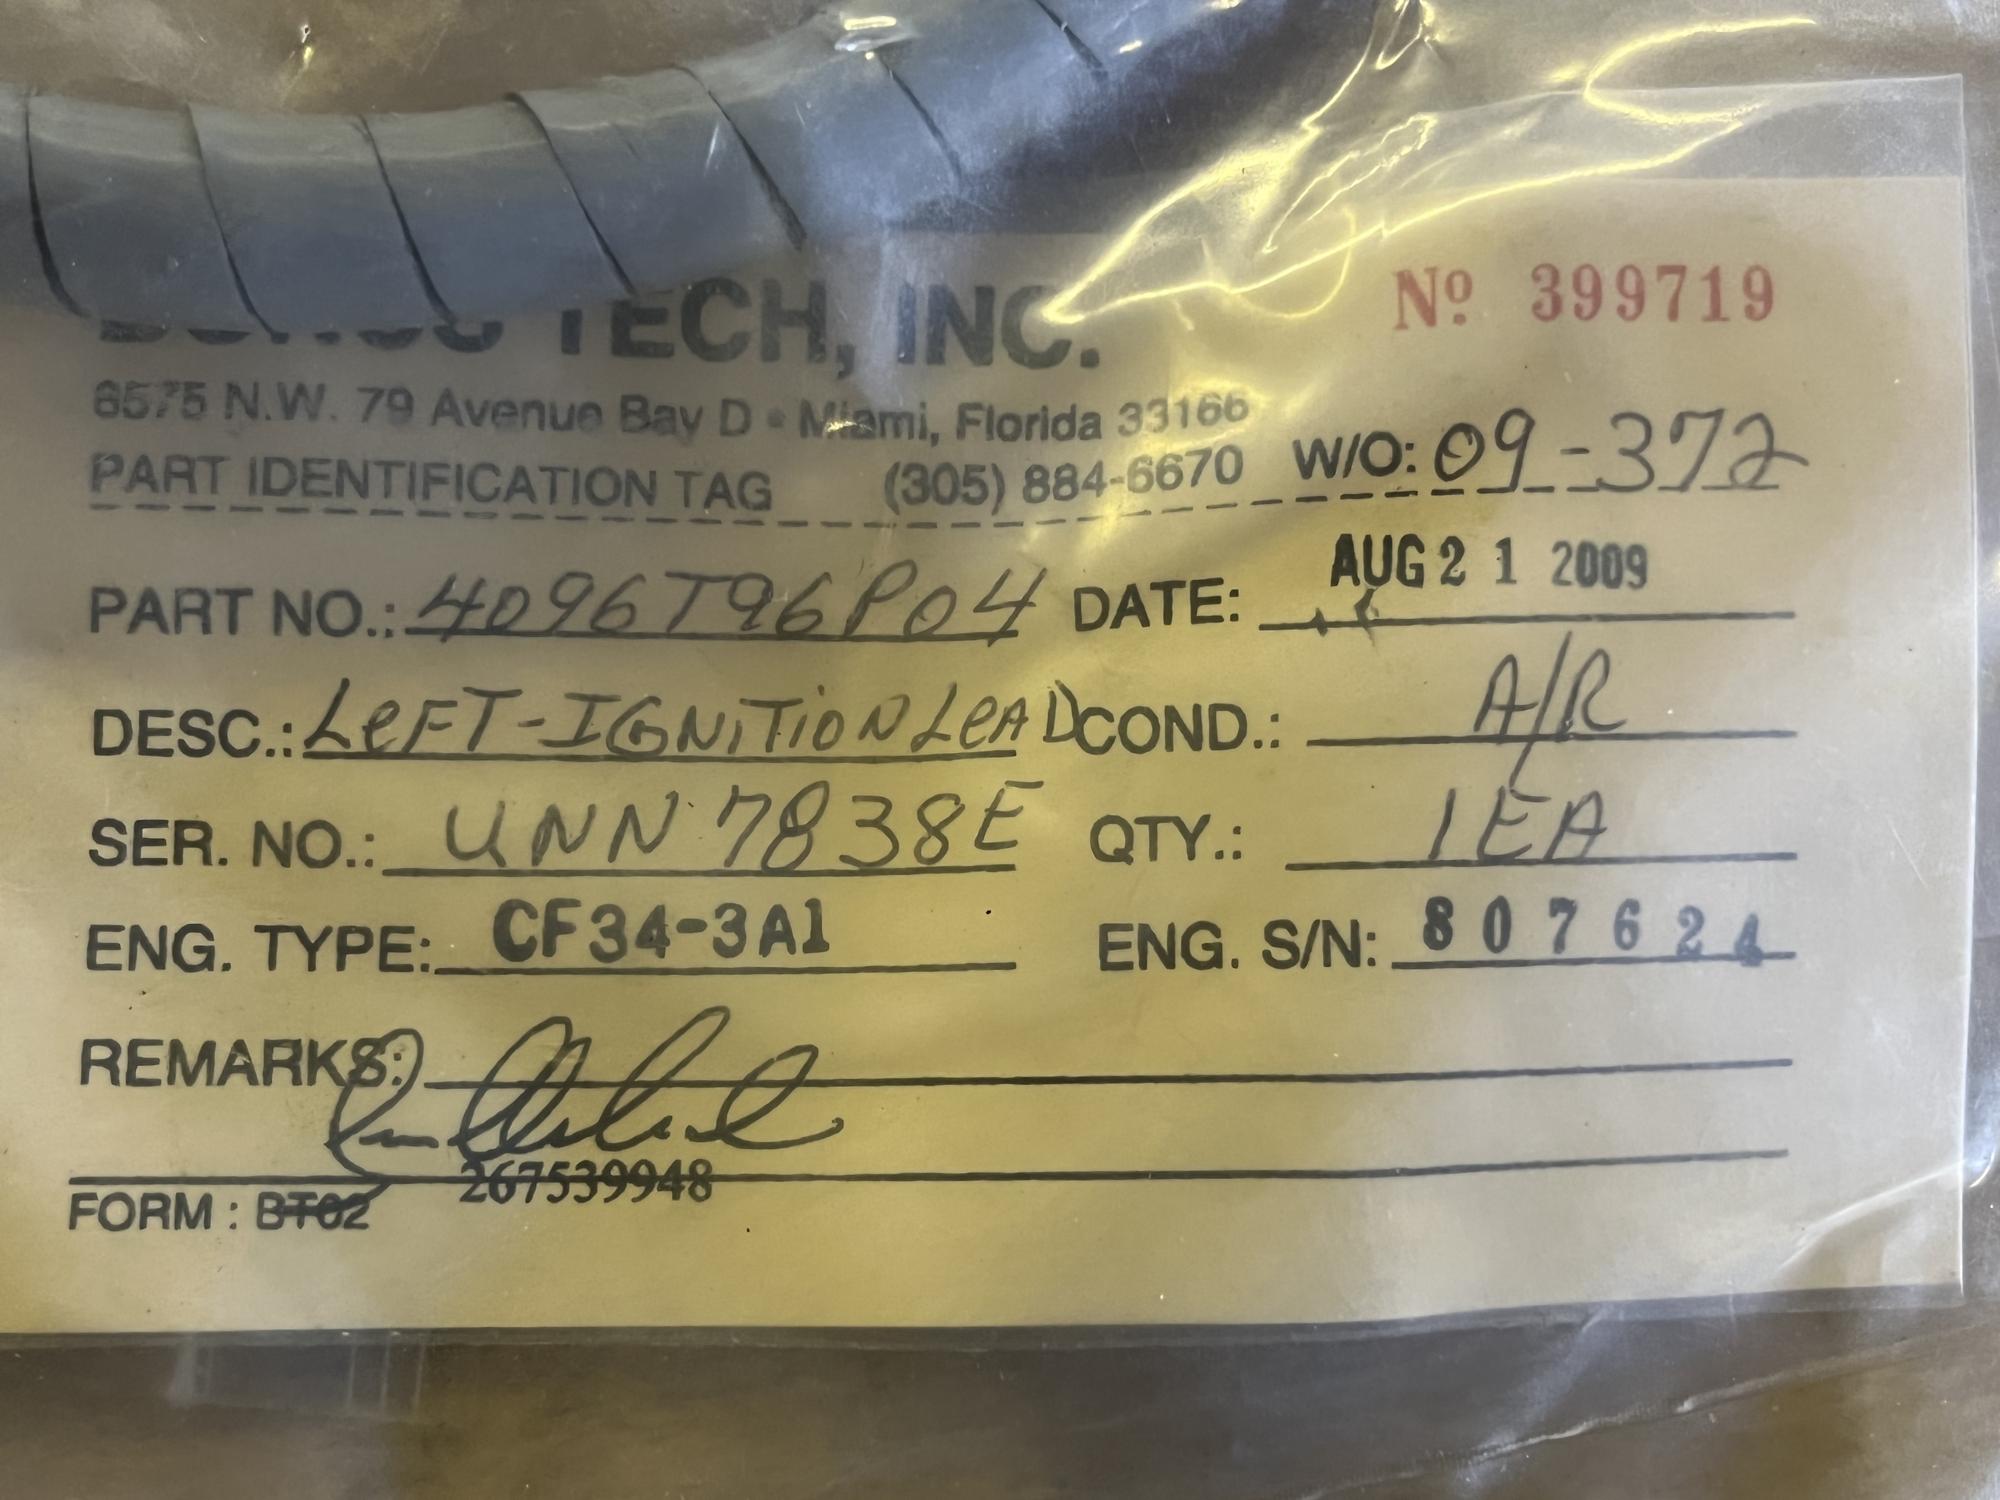 TECH, INC.
Nº 399719
6575 N.W. 79 Avenue Bay D • Miami, Florida 33166
PART IDENTIFICATION TAG (305) 884-6670 W/O: 09-372
PART NO.: 4096T96P04 DATE: AUG 21 2009
DESC.: LeFT-IGNiTioN LeAD COND.: A/R
SER. NO.: UNN7838E QTY.: 1EA
ENG. TYPE: CF34-3A1 ENG. S/N: 807624
REMARKS:
267539948
FORM : BT02